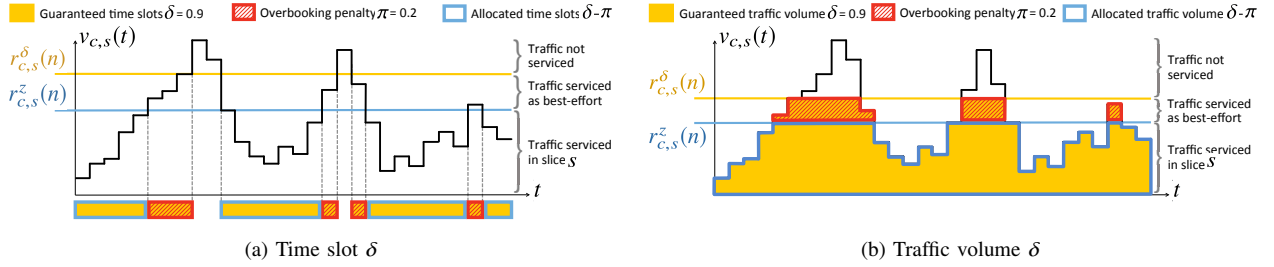 Guaranteed time slots δ = 0.9
Overbooking penalty π = 0.2
Allocated time slots δ-π
v_{c,s}(t)
r^δ_{c,s}(n)
r^z_{c,s}(n)
Traffic not
serviced
Traffic serviced
as best-effort
Traffic serviced
in slice s
t
(a) Time slot δ
Guaranteed traffic volume δ = 0.9
Overbooking penalty π = 0.2
Allocated traffic volume δ-π
v_{c,s}(t)
r^δ_{c,s}(n)
r^z_{c,s}(n)
Traffic not
serviced
Traffic serviced
as best-effort
Traffic serviced
in slice s
t
(b) Traffic volume δ